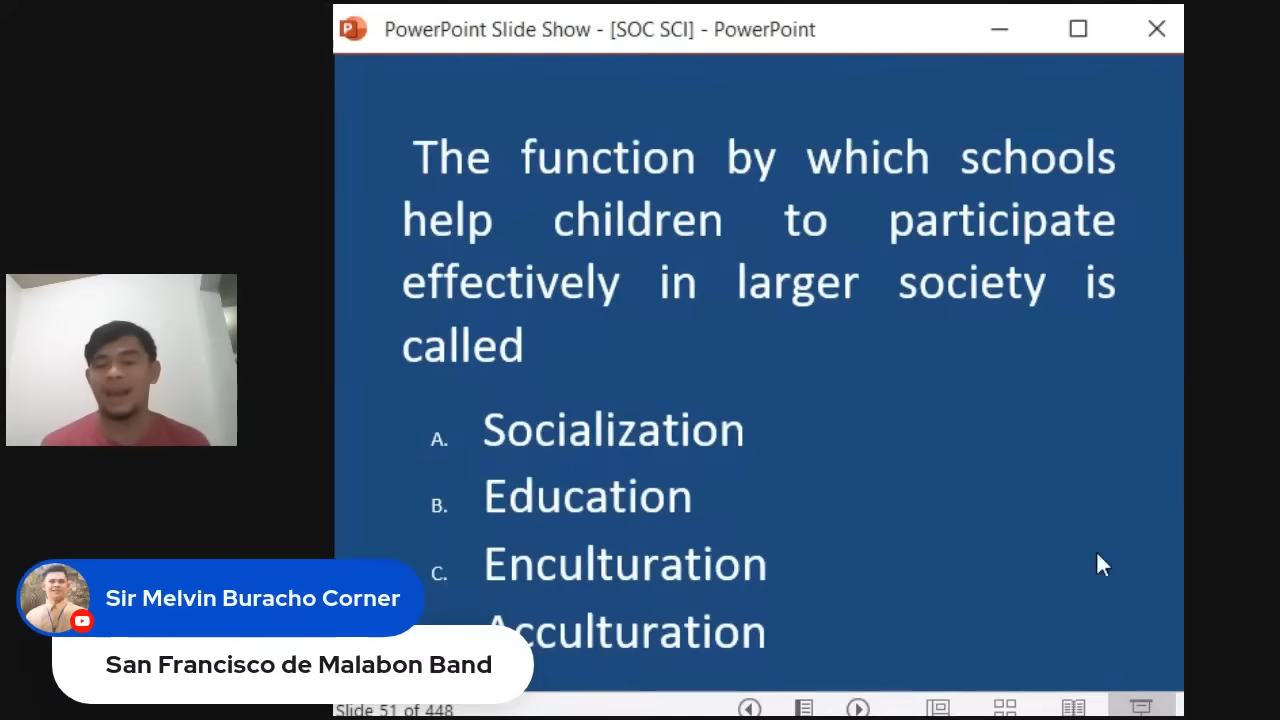 PowerPoint Slide Show - [SOC SCI] - PowerPoint
The function by which schools
help children to participate
effectively in larger society is
called
A. Socialization
B. Education
C. Enculturation
Acculturation
Sir Melvin Buracho Corner
San Francisco de Malabon Band
Slide 51 of 448